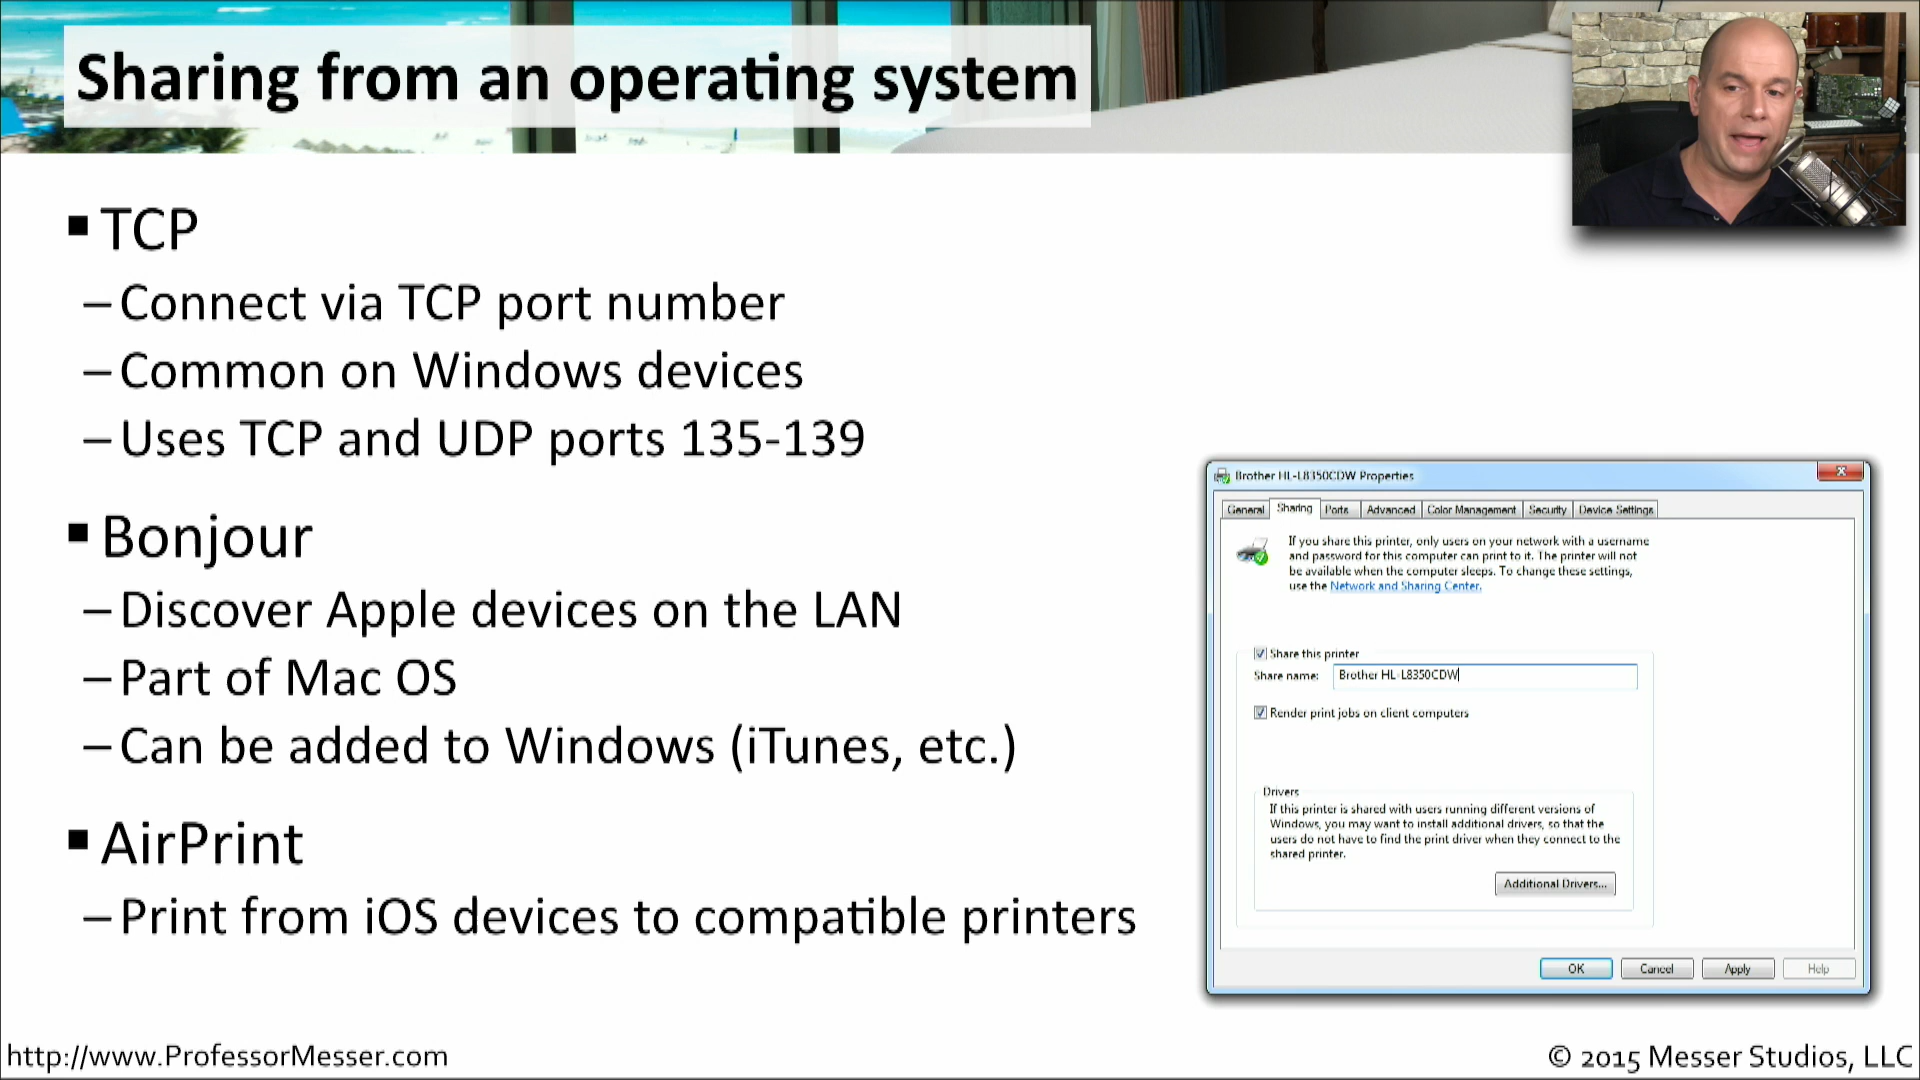 Sharing from an operating system
▪ TCP
– Connect via TCP port number
– Common on Windows devices
– Uses TCP and UDP ports 135-139
▪ Bonjour
– Discover Apple devices on the LAN
– Part of Mac OS
– Can be added to Windows (iTunes, etc.)
▪ AirPrint
– Print from iOS devices to compatible printers
Brother HL-L8350CDW Properties
General Sharing Ports Advanced Color Management Security Device Settings
If you share this printer, only users on your network with a username
and password for this computer can print to it. The printer will not
be available when the computer sleeps. To change these settings,
use the Network and Sharing Center.
Share this printer
Share name: Brother HL-L8350CDW
Render print jobs on client computers
Drivers
If this printer is shared with users running different versions of
Windows, you may want to install additional drivers, so that the
users do not have to find the print driver when they connect to the
shared printer.
Additional Drivers...
OK Cancel Apply Help
http://www.ProfessorMesser.com
© 2015 Messer Studios, LLC